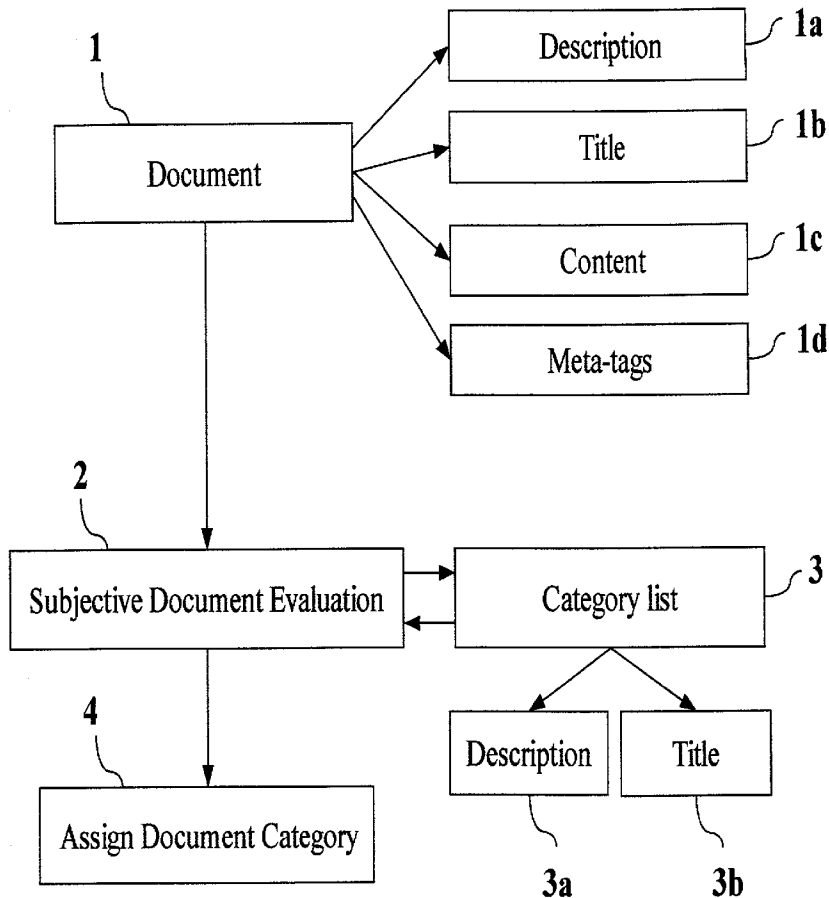 1a
Description
1
1b
Document
Title
1c
Content
1d
Meta-tags
2
Subjective Document Evaluation
Category list
3
4
Description
Title
Assign Document Category
3a
3b